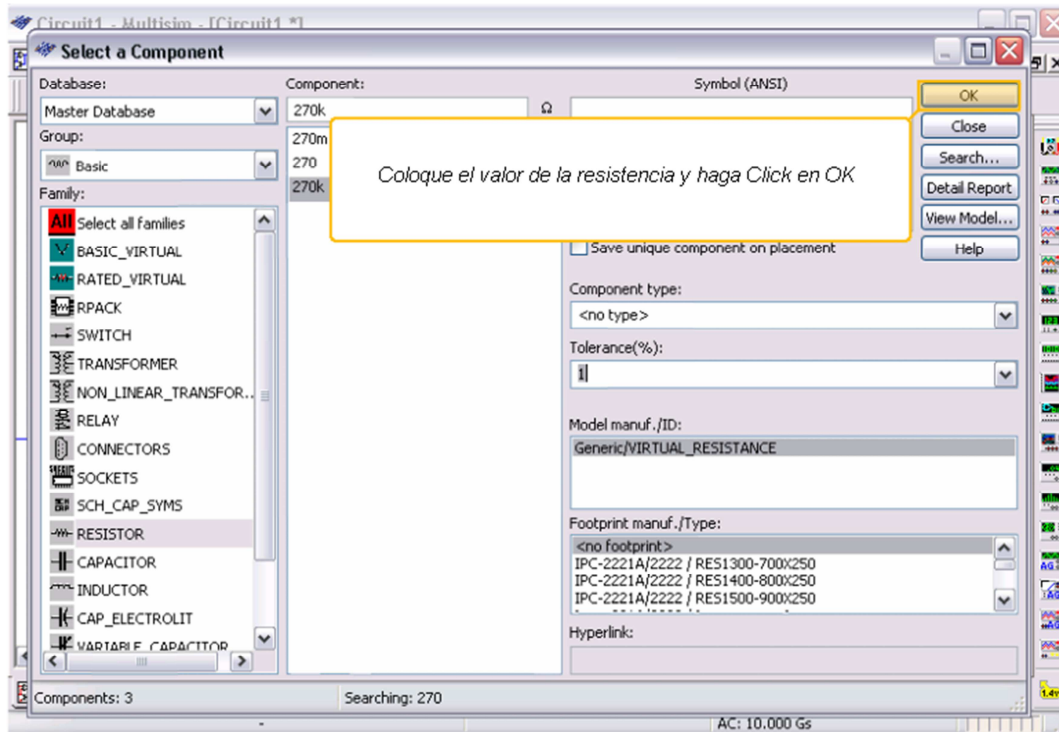 Circuit1 - Multisim - [Circuit1 *]
Select a Component
Database:
Master Database
Group:
Basic
Family:
All Select all families
BASIC_VIRTUAL
RATED_VIRTUAL
RPACK
SWITCH
TRANSFORMER
NON_LINEAR_TRANSFOR..
RELAY
CONNECTORS
SOCKETS
SCH_CAP_SYMS
RESISTOR
CAPACITOR
INDUCTOR
CAP_ELECTROLIT
VARIABLE_CAPACITOR
Component:
270k Ω
270m
270
270k
Coloque el valor de la resistencia y haga Click en OK
Symbol (ANSI)
OK
Close
Search...
Detail Report
View Model...
Help
Save unique component on placement
Component type:
<no type>
Tolerance(%):
1
Model manuf./ID:
Generic/VIRTUAL_RESISTANCE
Footprint manuf./Type:
<no footprint>
IPC-2221A/2222 / RES1300-700X250
IPC-2221A/2222 / RES1400-800X250
IPC-2221A/2222 / RES1500-900X250
Hyperlink:
Components: 3
Searching: 270
- AC: 10.000 Gs